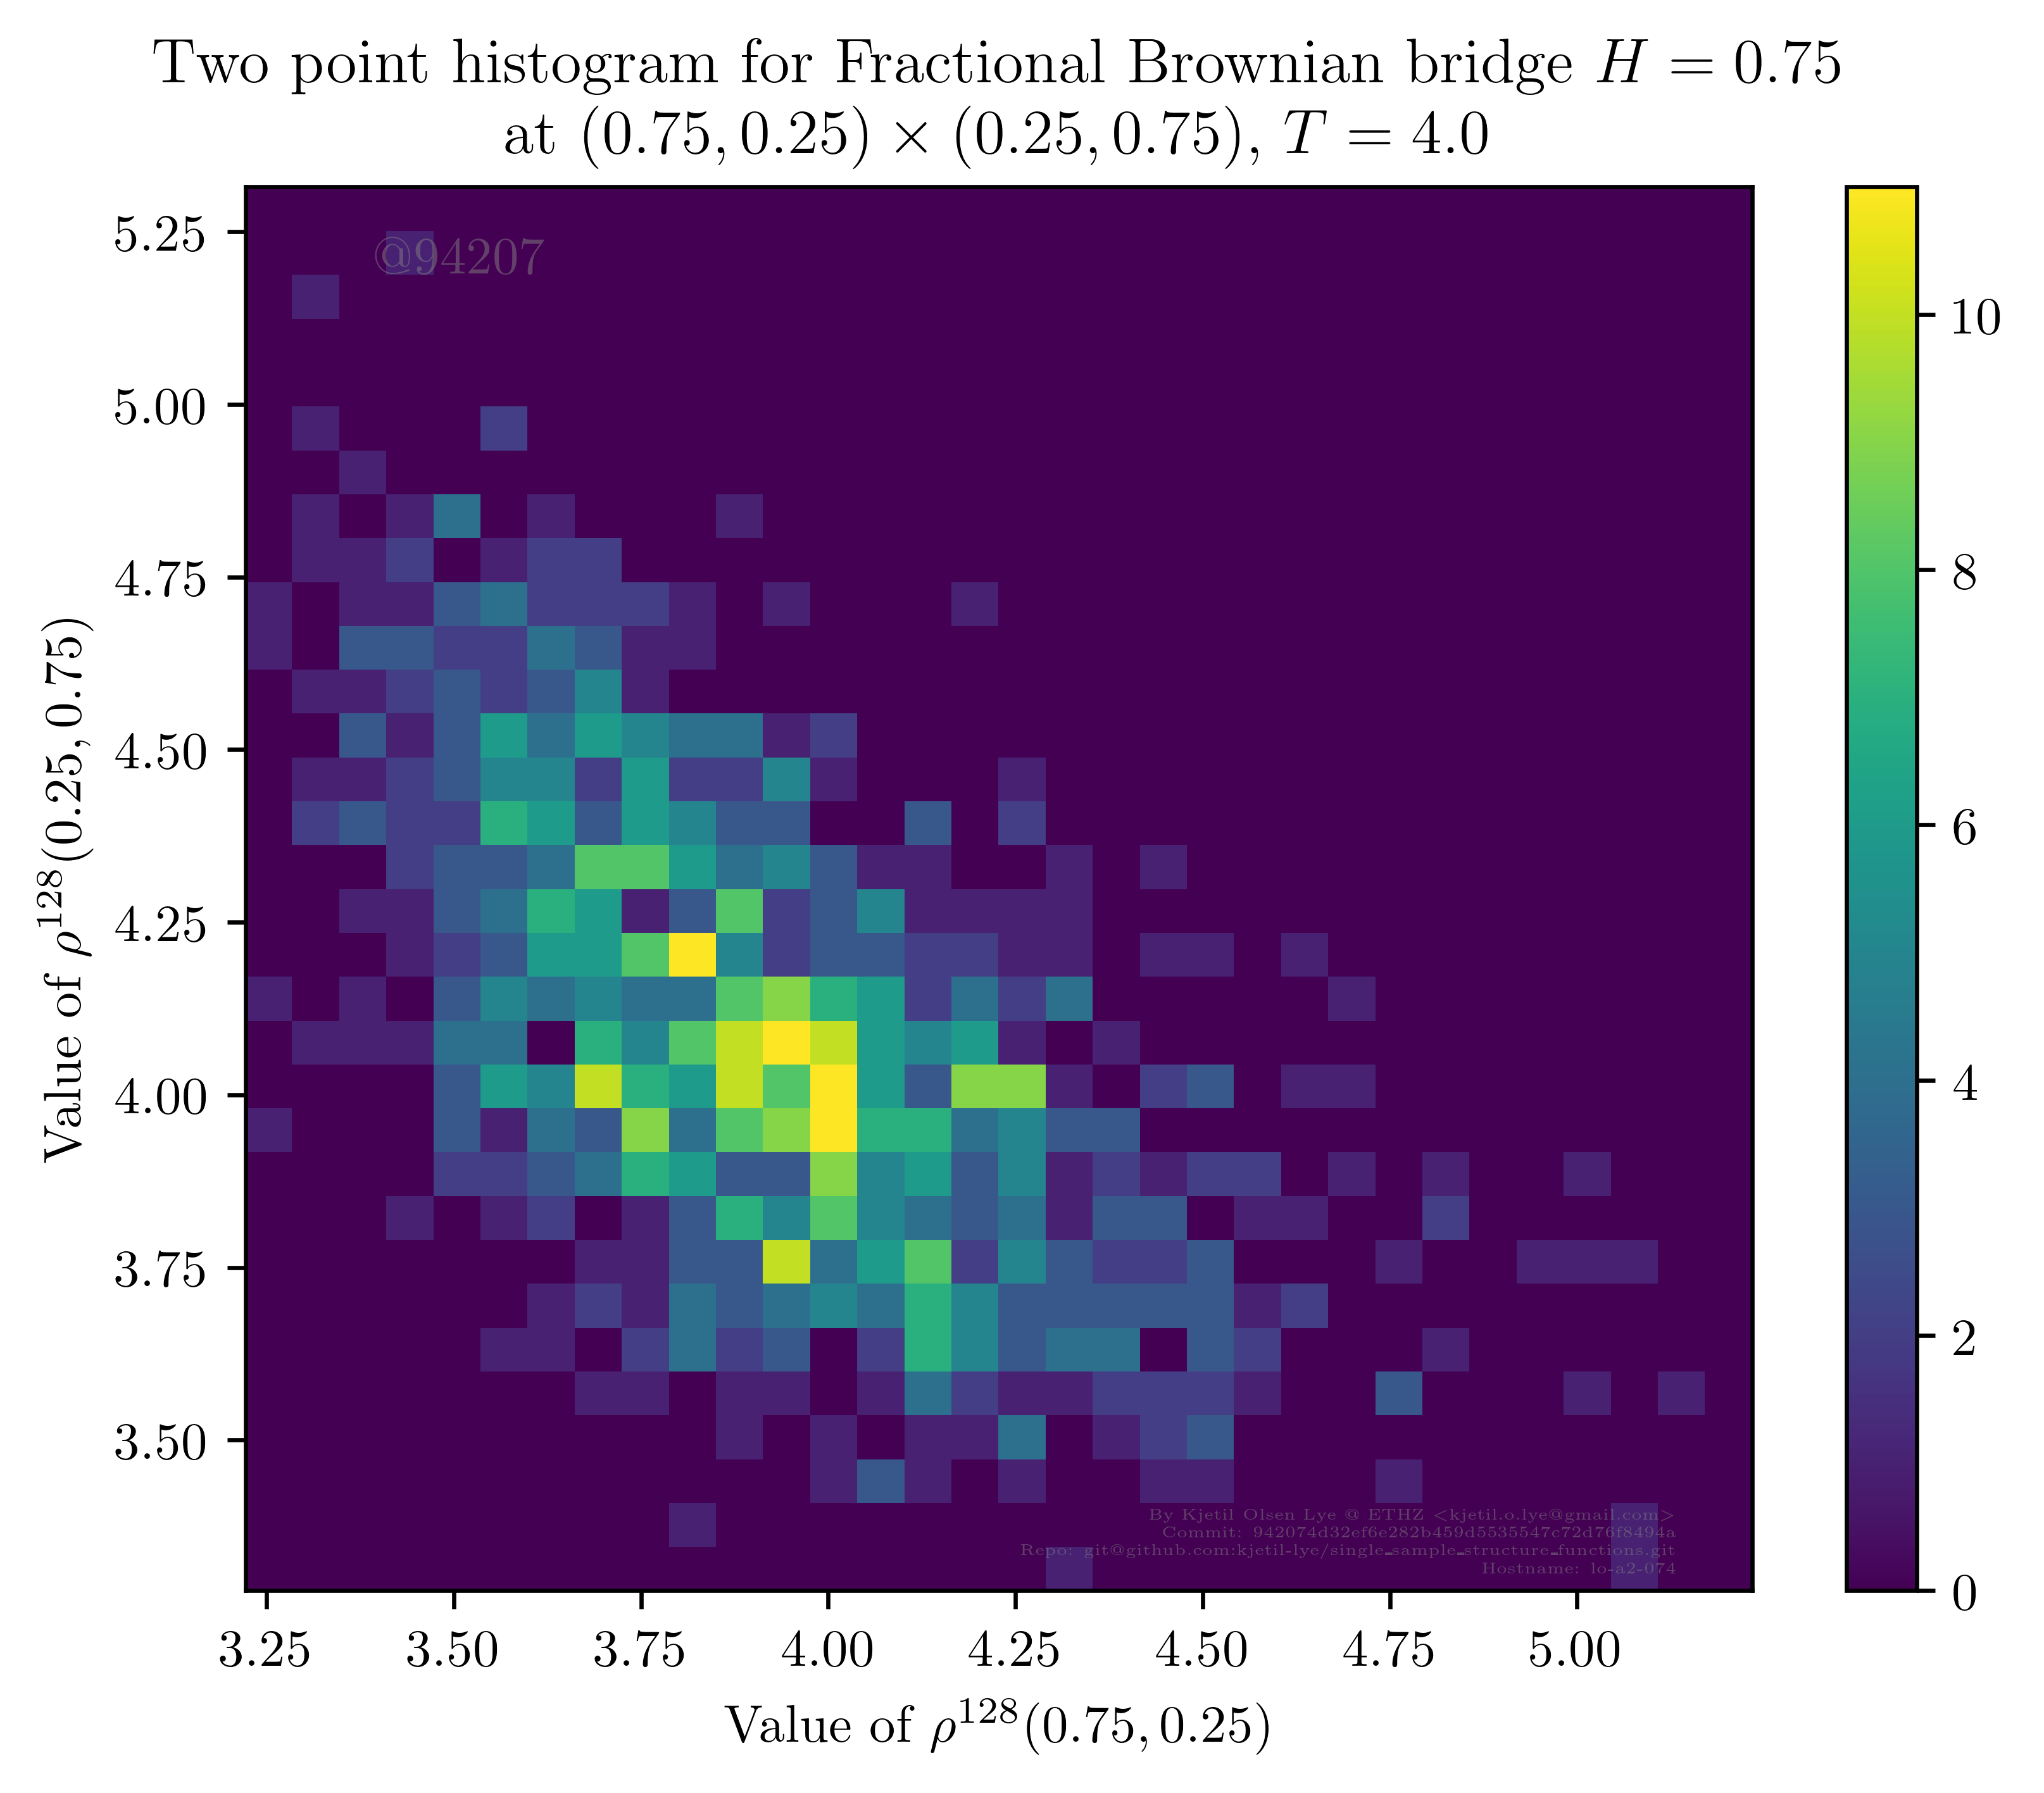 Two point histogram for Fractional Brownian bridge H = 0.75
at (0.75, 0.25) × (0.25, 0.75), T = 4.0
@94207
5.25
5.00
4.75
4.50
4.25
4.00
3.75
3.50
Value of ρ^128(0.25, 0.75)
3.25 3.50 3.75 4.00 4.25 4.50 4.75 5.00
Value of ρ^128(0.75, 0.25)
10
8
6
4
2
0
By Kjetil Olsen Lye @ ETHZ <kjetil.o.lye@gmail.com>
Commit: 942074d32ef6e282b459d5535547c72d76f8494a
Repo: git@github.com:kjetil-lye/single_sample_structure_functions.git
Hostname: lo-a2-074